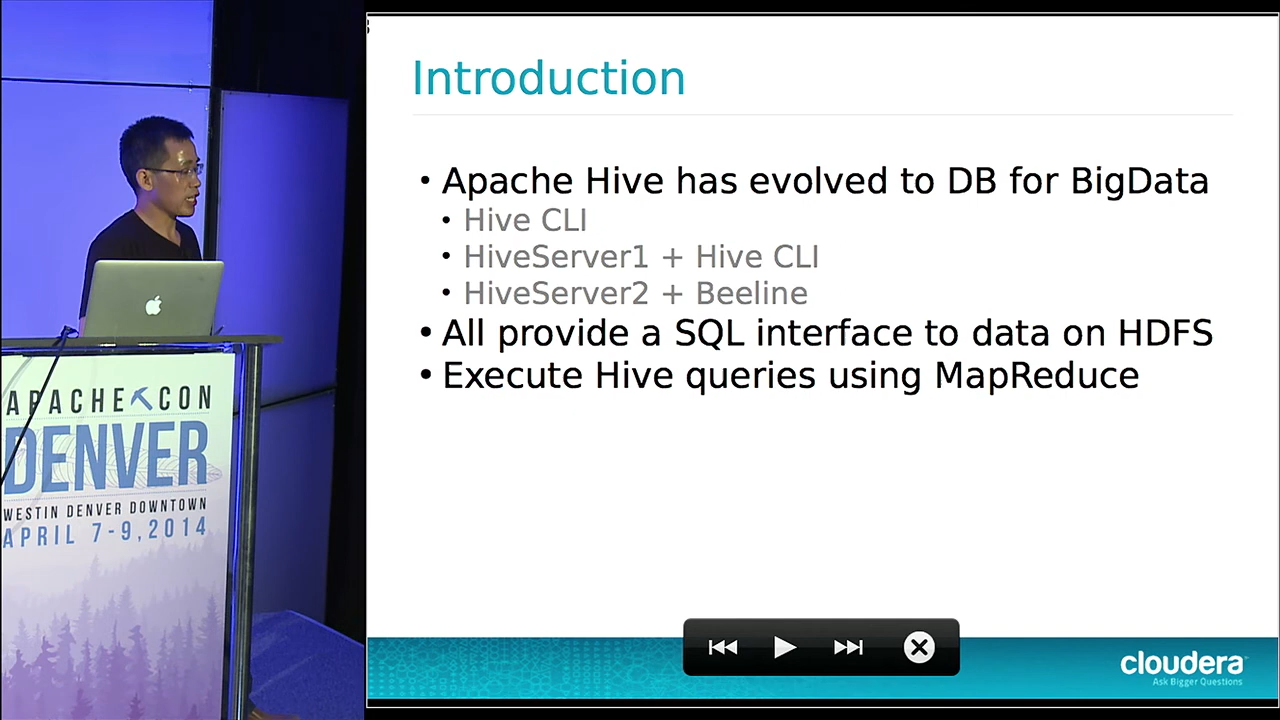 Introduction
• Apache Hive has evolved to DB for BigData
• Hive CLI
• HiveServer1 + Hive CLI
• HiveServer2 + Beeline
• All provide a SQL interface to data on HDFS
• Execute Hive queries using MapReduce
cloudera
Ask Bigger Questions
APACHE CON
DENVER
WESTIN DENVER DOWNTOWN
APRIL 7-9, 2014